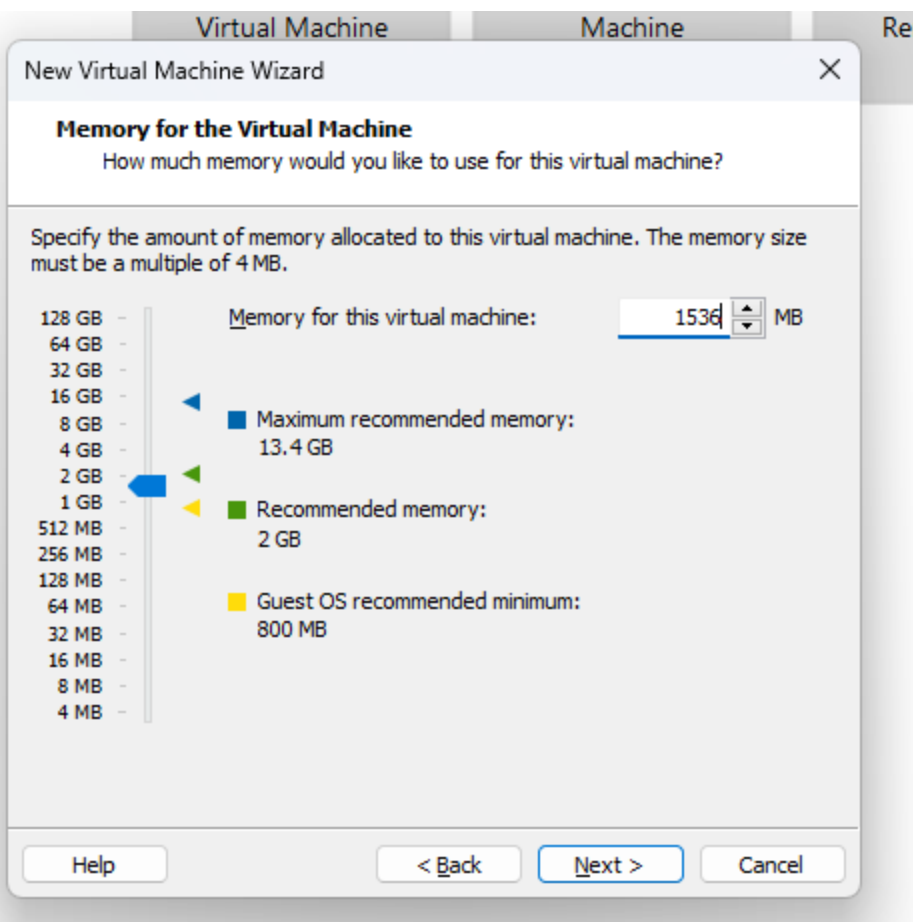 Virtual Machine
Machine
Re
New Virtual Machine Wizard
Memory for the Virtual Machine
How much memory would you like to use for this virtual machine?
Specify the amount of memory allocated to this virtual machine. The memory size
must be a multiple of 4 MB.
Memory for this virtual machine: 1536 MB
128 GB
64 GB
32 GB
16 GB
8 GB
4 GB
2 GB
1 GB
512 MB
256 MB
128 MB
64 MB
32 MB
16 MB
8 MB
4 MB
Maximum recommended memory:
13.4 GB
Recommended memory:
2 GB
Guest OS recommended minimum:
800 MB
Help
< Back
Next >
Cancel